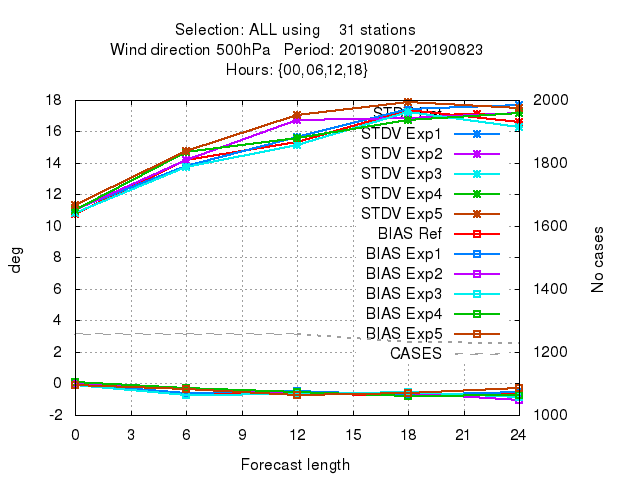 Selection: ALL using 31 stations
Wind direction 500hPa Period: 20190801-20190823
Hours: {00,06,12,18}
18 2000
STDV Exp1
16
STDV Exp2
14 1800
STDV Exp3
12 STDV Exp4
STDV Exp5
10 1600
BIAS Ref
8 BIAS Exp1
BIAS Exp2
6 1400
BIAS Exp3
4 BIAS Exp4
BIAS Exp5
2 CASES 1200
0
-2 1000
0 3 6 9 12 15 18 21 24
Forecast length
deg
No cases